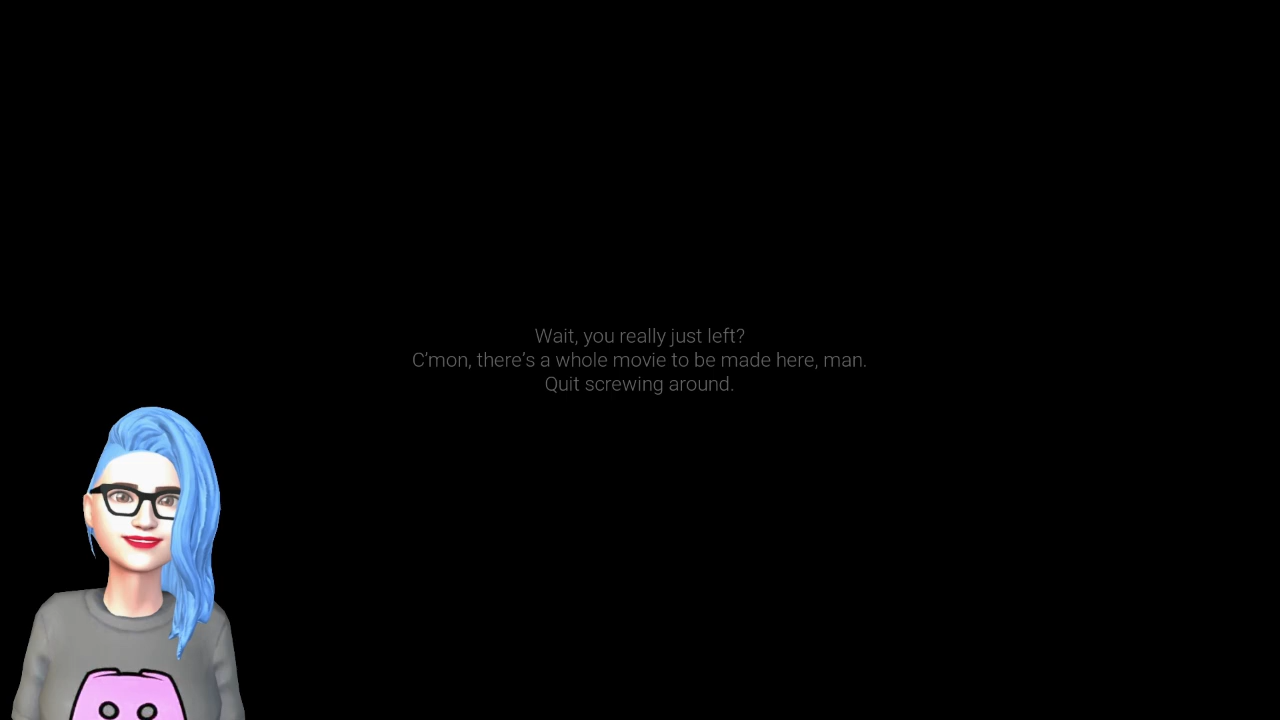 Wait, you really just left?
C'mon, there's a whole movie to be made here, man.
Quit screwing around.